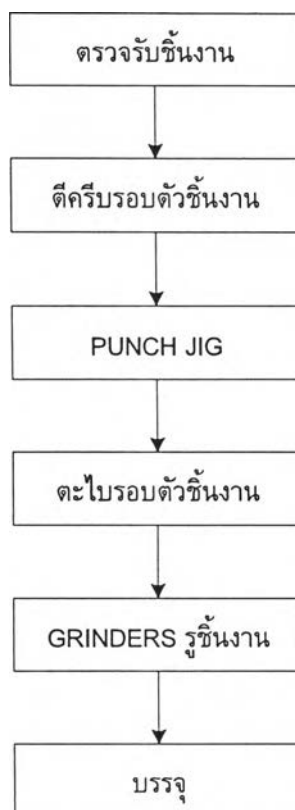 ตรวจรับชิ้นงาน
ตีครีบรอบตัวชิ้นงาน
PUNCH JIG
ตะไบรอบตัวชิ้นงาน
GRINDERS รูชิ้นงาน
บรรจุ